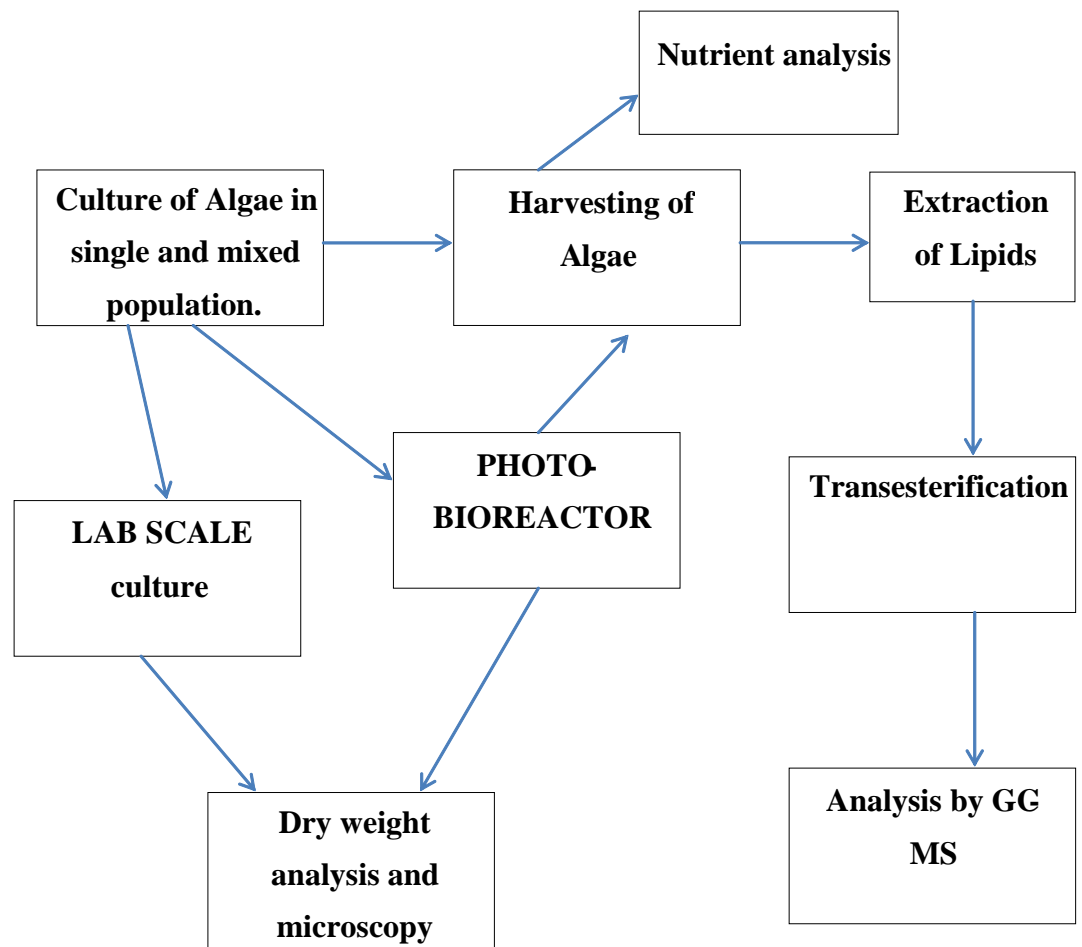 Nutrient analysis
Culture of Algae in
single and mixed
population.
Harvesting of
Algae
Extraction
of Lipids
PHOTO-
BIOREACTOR
Transesterification
LAB SCALE
culture
Dry weight
analysis and
microscopy
Analysis by GC-
MS